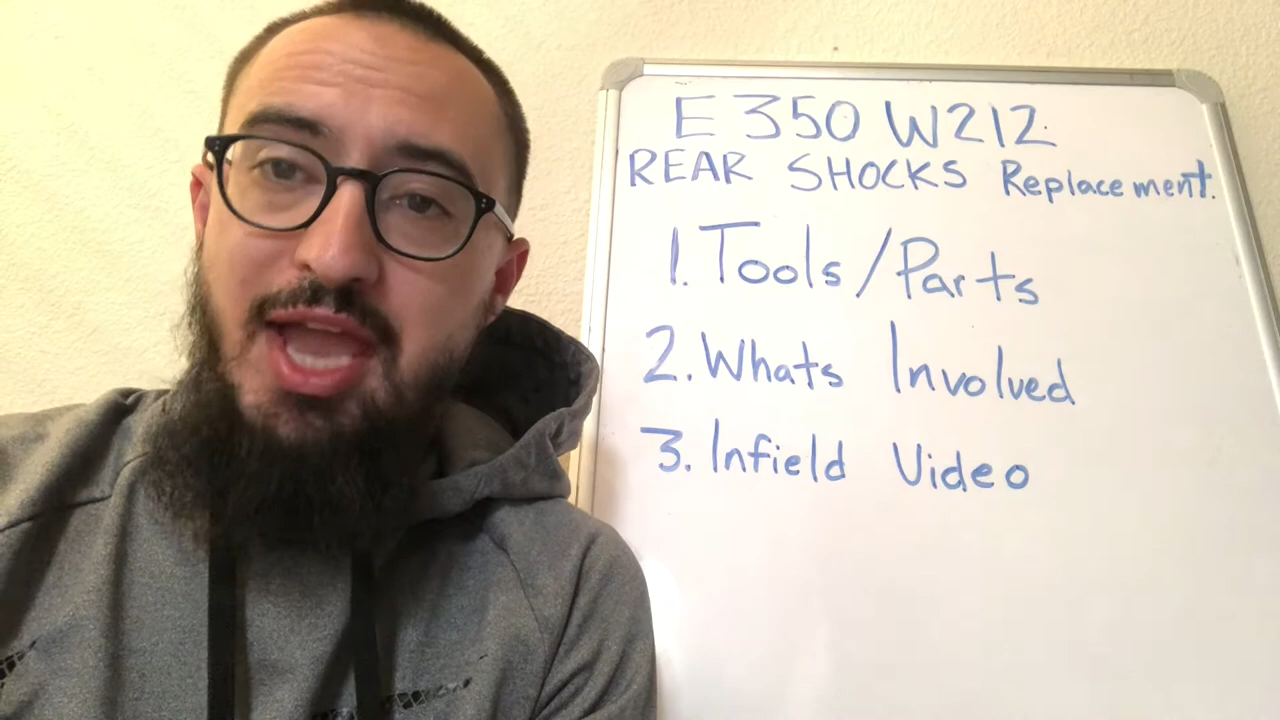 E350 W212
REAR SHOCKS Replacement.
1. Tools/Parts
2. Whats Involved
3. Infield Video